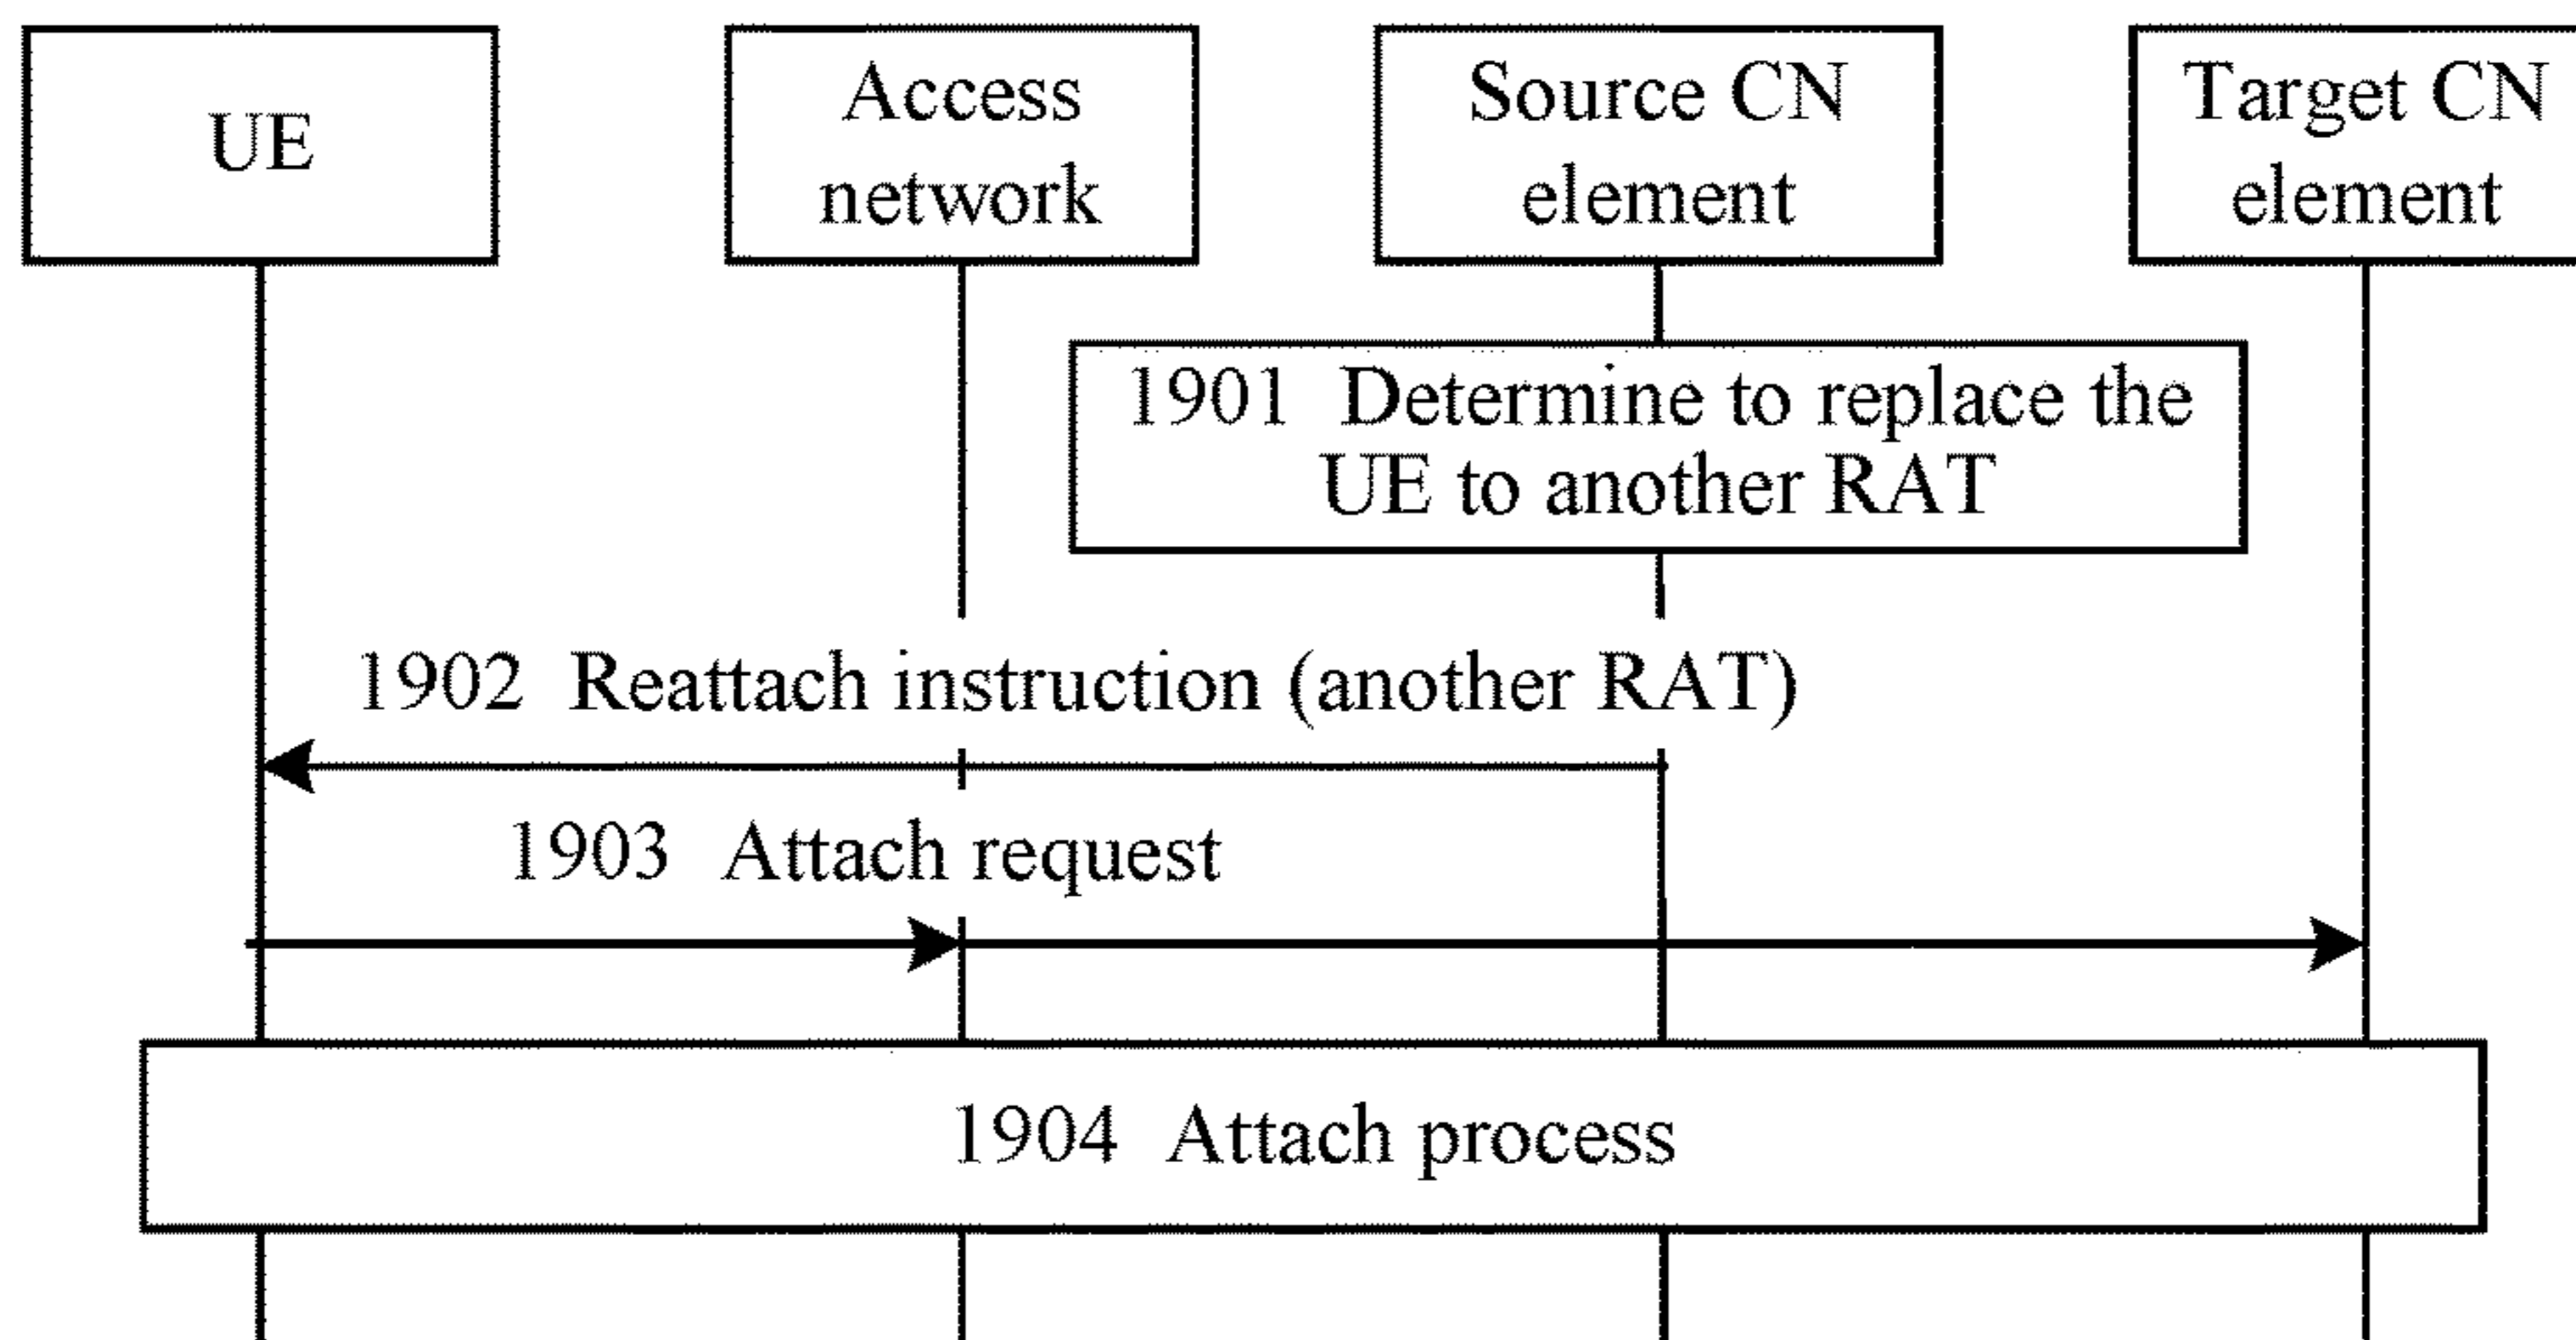 UE
Access
network
Source CN
element
Target CN
element
1901 Determine to replace the
UE to another RAT
1902 Reattach instruction (another RAT)
1903 Attach request
1904 Attach process